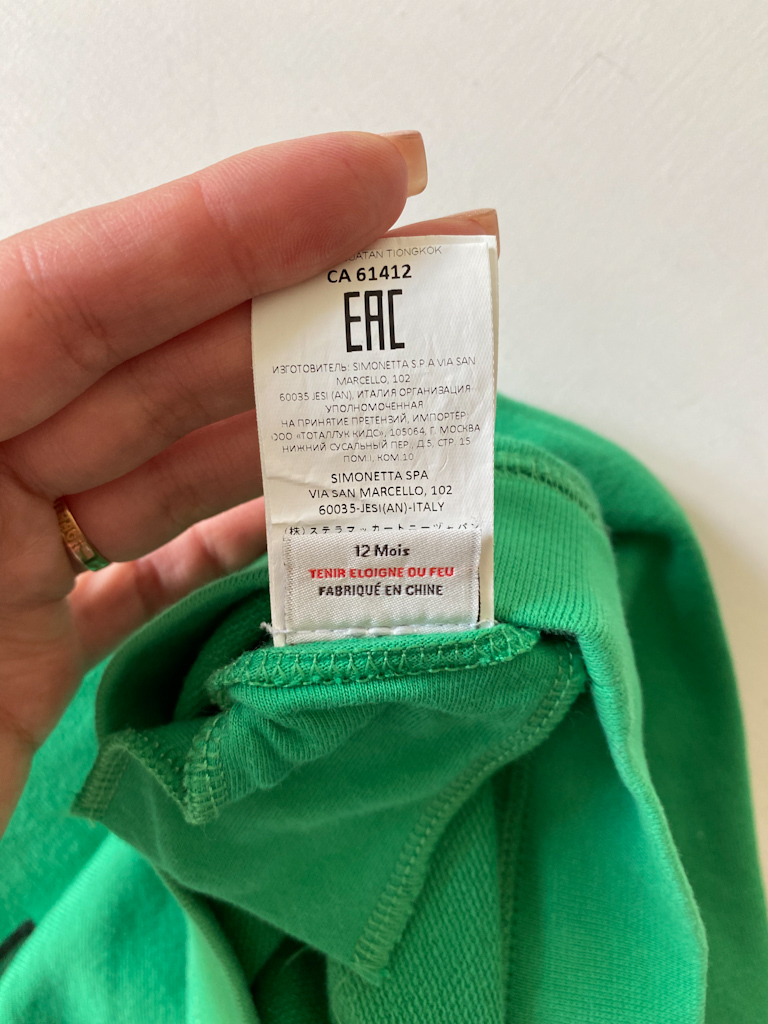 TIONGKOK
CA 61412
EAC
ИЗГОТОВИТЕЛЬ: SIMONETTA S.P.A VIA SAN
MARCELLO, 102
60035 JESI (AN), ИТАЛИЯ ОРГАНИЗАЦИЯ
УПОЛНОМОЧЕННАЯ
НА ПРИНЯТИЕ ПРЕТЕНЗИЙ, ИМПОРТЕР:
ООО «ТОТАЛЛУК КИДС», 105064, Г. МОСКВА
НИЖНИЙ СУСАЛЬНЫЙ ПЕР., Д.5, СТР. 15
ПОМ.I, КОМ.10
SIMONETTA SPA
VIA SAN MARCELLO, 102
60035-JESI(AN)-ITALY
(株)ステラマッカートニージャパン
12 Mois
TENIR ELOIGNE DU FEU
FABRIQUÉ EN CHINE